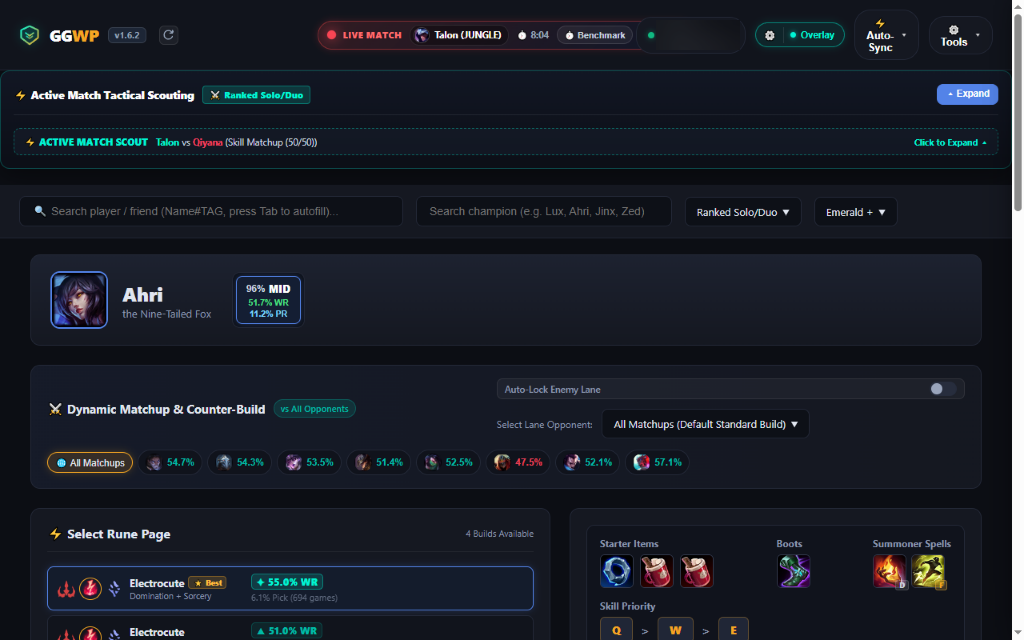 GGWP v1.6.2
LIVE MATCH Talon (JUNGLE) 8:04 Benchmark
Overlay
Auto-Sync
Tools
Active Match Tactical Scouting Ranked Solo/Duo
Expand
ACTIVE MATCH SCOUT Talon vs Qiyana (Skill Matchup (50/50))
Click to Expand
Search player / friend (Name#TAG, press Tab to autofill)...
Search champion (e.g. Lux, Ahri, Jinx, Zed)
Ranked Solo/Duo
Emerald +
Ahri
the Nine-Tailed Fox
96% MID
51.7% WR
11.2% PR
Dynamic Matchup & Counter-Build vs All Opponents
Auto-Lock Enemy Lane
Select Lane Opponent: All Matchups (Default Standard Build)
All Matchups 54.7% 54.3% 53.5% 51.4% 52.5% 47.5% 52.1% 57.1%
Select Rune Page
4 Builds Available
Electrocute Best
Domination + Sorcery
55.0% WR
6.1% Pick (694 games)
Electrocute
51.0% WR
Starter Items
Boots
Summoner Spells
D
F
Skill Priority
Q > W > E